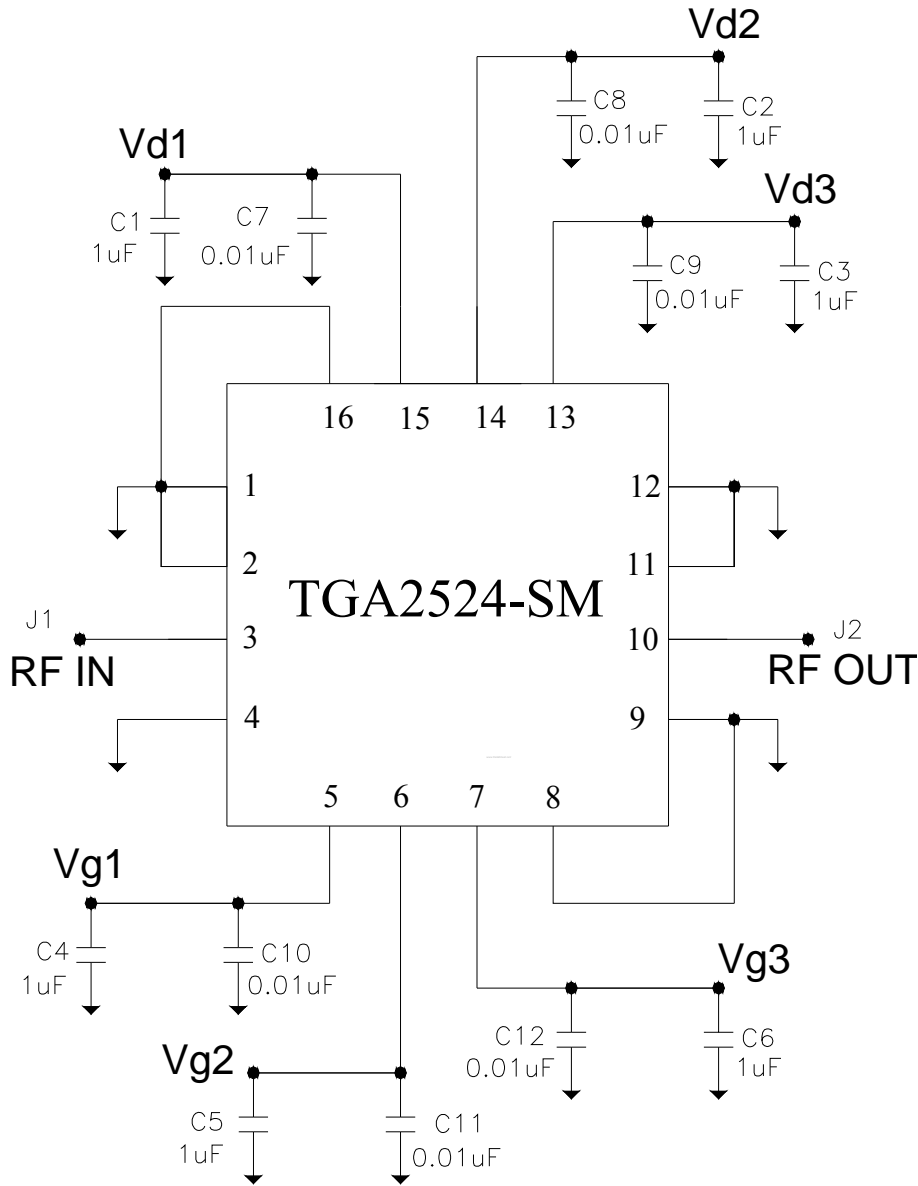 Vd2
C8
0.01uF
C2
1uF
Vd1
C1
1uF
C7
0.01uF
Vd3
C9
0.01uF
C3
1uF
16 15 14 13
1
12
2
11
TGA2524-SM
J1
RF IN
3
10
J2
RF OUT
4
9
5 6 7 8
Vg1
C4
1uF
C10
0.01uF
Vg3
C12
0.01uF
C6
1uF
Vg2
C5
1uF
C11
0.01uF